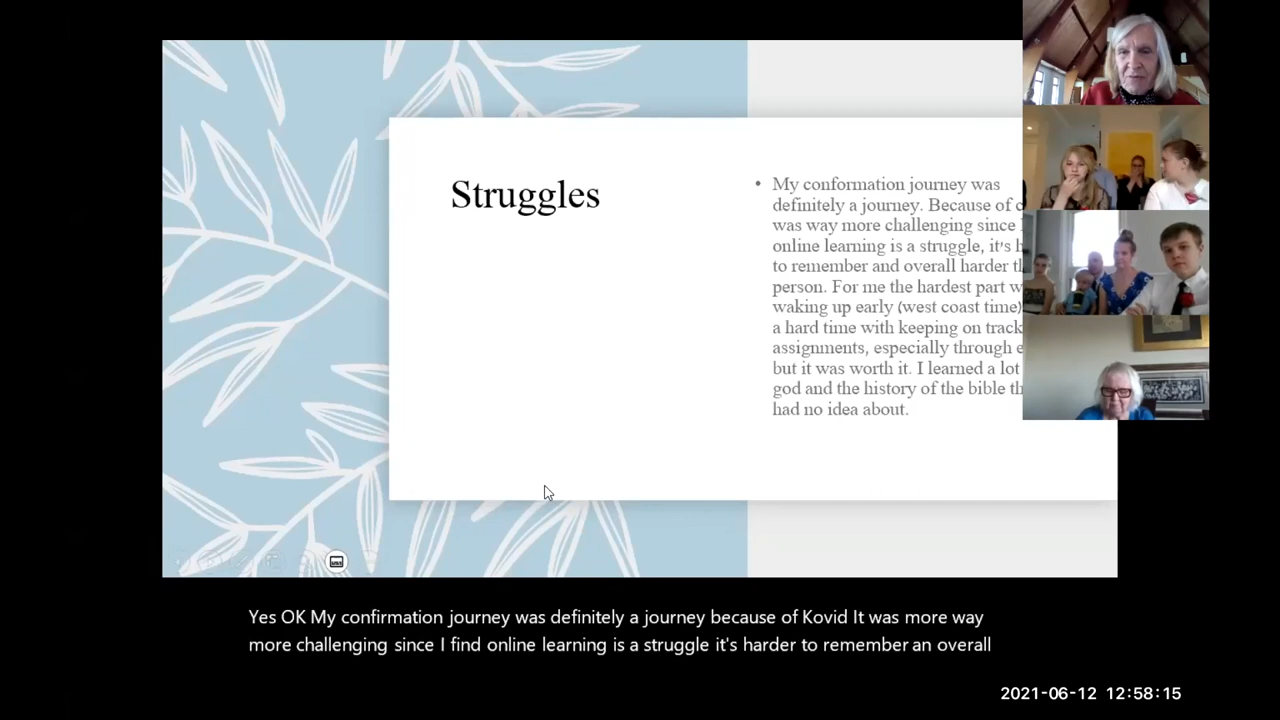 Struggles
• My conformation journey was
definitely a journey. Because of
was way more challenging since
online learning is a struggle, it's
to remember and overall harder
person. For me the hardest part
waking up early (west coast time)
a hard time with keeping on track
assignments, especially through
but it was worth it. I learned a lot
god and the history of the bible
had no idea about.
Yes OK My confirmation journey was definitely a journey because of Kovid It was more way
more challenging since I find online learning is a struggle it's harder to remember an overall
2021-06-12 12:58:15